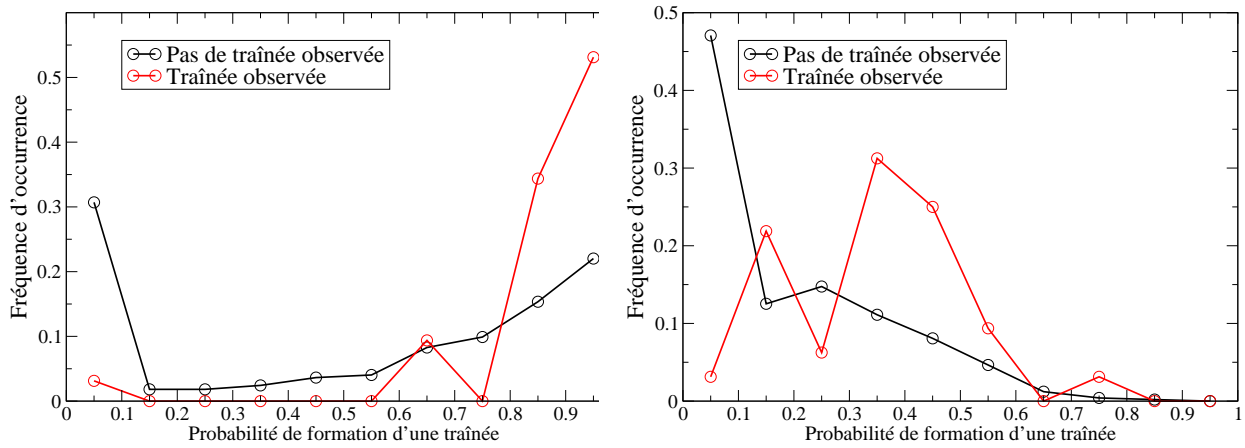 Pas de traînée observée
Traînée observée
Fréquence d'occurrence
0.5
0.4
0.3
0.2
0.1
0
0 0.1 0.2 0.3 0.4 0.5 0.6 0.7 0.8 0.9
Probabilité de formation d'une traînée
Pas de traînée observée
Traînée observée
Fréquence d'occurrence
0.5
0.4
0.3
0.2
0.1
0
0 0.1 0.2 0.3 0.4 0.5 0.6 0.7 0.8 0.9 1
Probabilité de formation d'une traînée